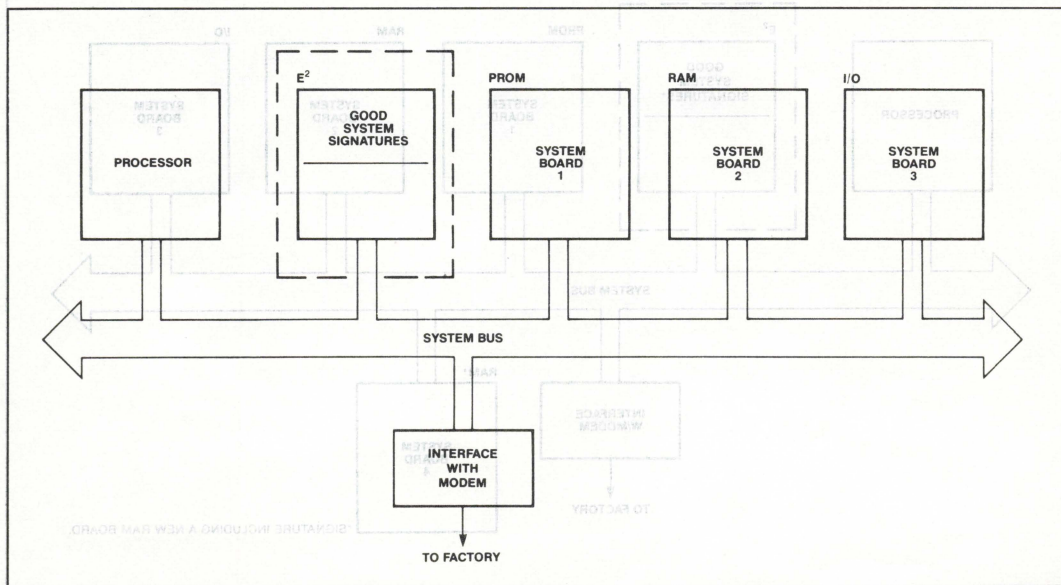 E²
PROM
RAM
I/O
PROCESSOR
GOOD
SYSTEM
SIGNATURES
SYSTEM
BOARD
1
SYSTEM
BOARD
2
SYSTEM
BOARD
3
SYSTEM BUS
INTERFACE
WITH
MODEM
TO FACTORY